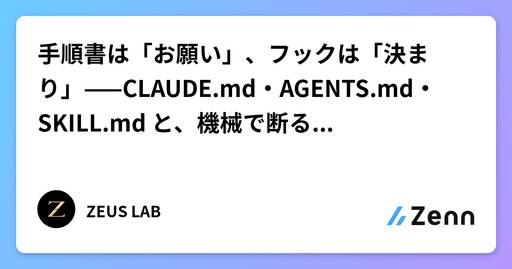 手順書は「お願い」、フックは「決ま
り」——CLAUDE.md・AGENTS.md・
SKILL.md と、機械で断る...
Z
ZEUS LAB
Zenn